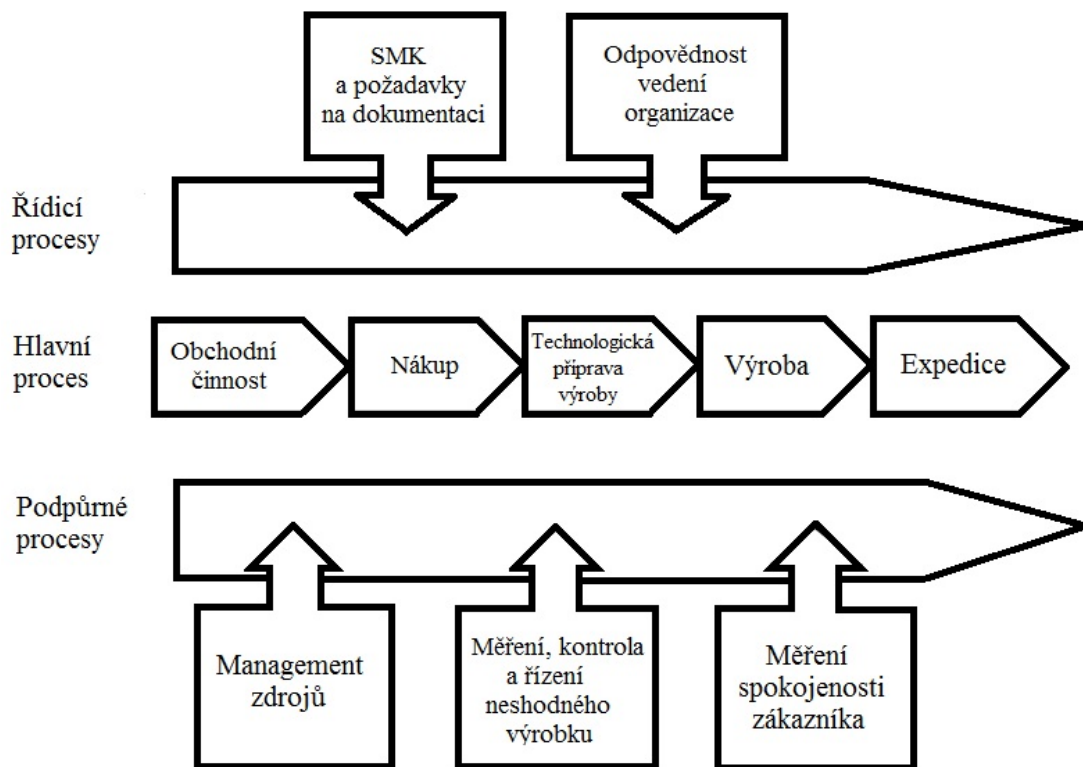 SMK
a požadavky
na dokumentaci
Odpovědnost
vedení
organizace
Řídicí
procesy
Hlavní
proces
Obchodní
činnost
Nákup
Technologická
příprava
výroby
Výroba
Expedice
Podpůrné
procesy
Management
zdrojů
Měření, kontrola
a řízení
neshodného
výrobku
Měření
spokojenosti
zákazníka